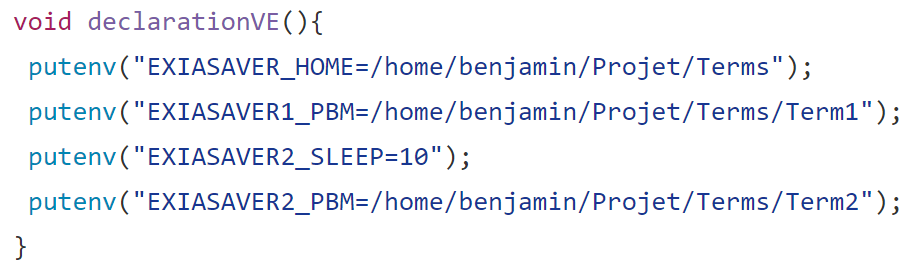 void declarationVE(){
putenv("EXIASAVER_HOME=/home/benjamin/Projet/Terms");
putenv("EXIASAVER1_PBM=/home/benjamin/Projet/Terms/Term1");
putenv("EXIASAVER2_SLEEP=10");
putenv("EXIASAVER2_PBM=/home/benjamin/Projet/Terms/Term2");
}